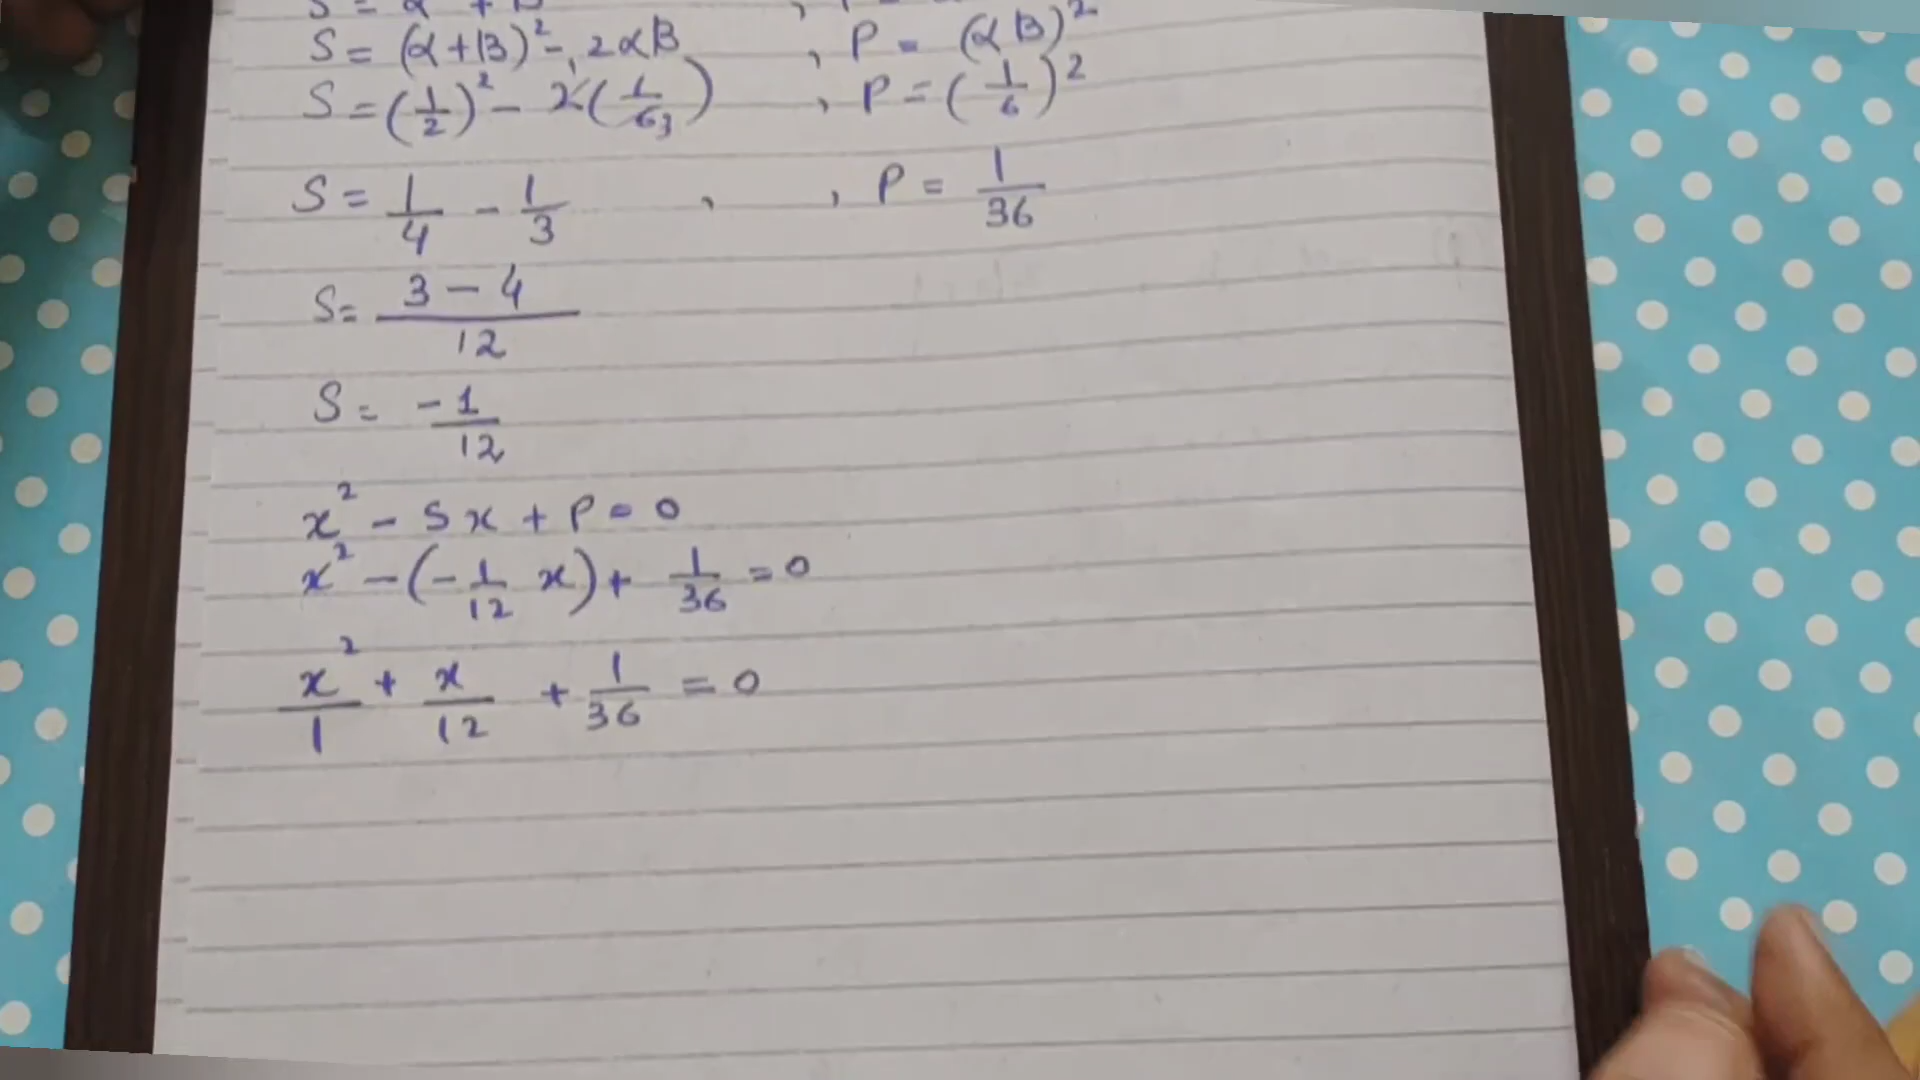 S = (α + β)² - 2αβ , P = (αβ)²
S = (1/2)² - 2(1/6 3) , P = (1/6)²
S = 1/4 - 1/3 , , P = 1/36
S = 3 - 4 / 12
S = -1/12
x² - Sx + P = 0
x² - (-1/12 x) + 1/36 = 0
x²/1 + x/12 + 1/36 = 0